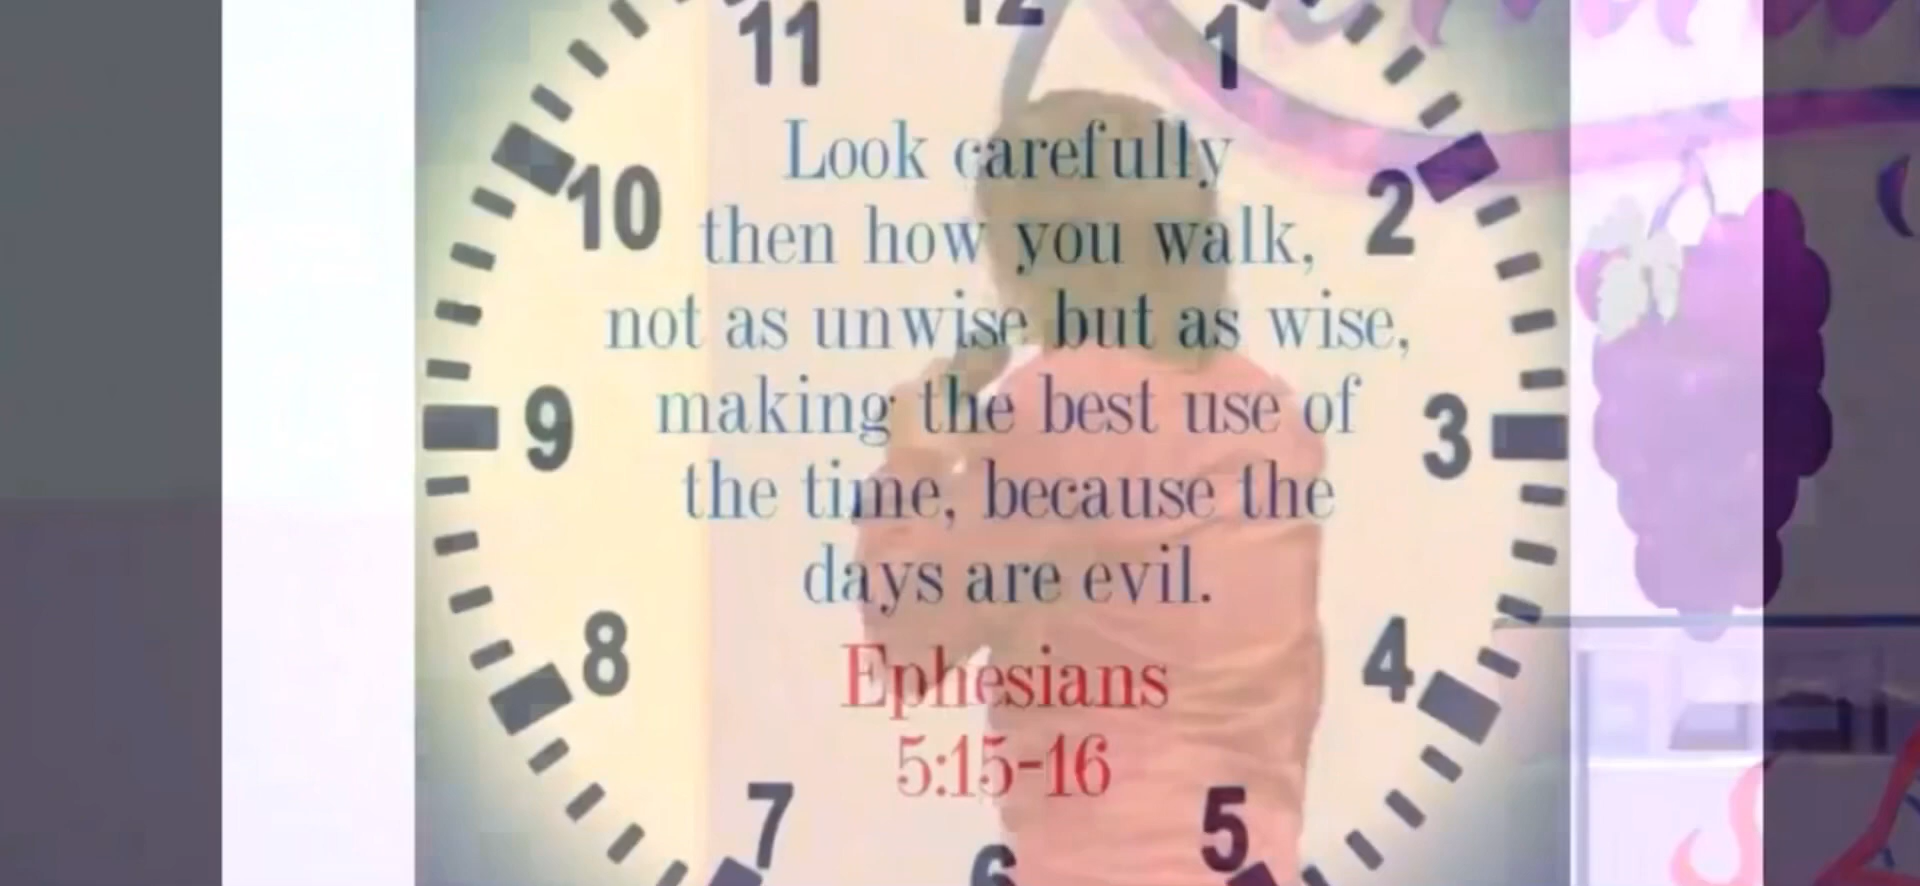 12
11
1
10
2
9
3
8
4
7
5
6
Look carefully
then how you walk,
not as unwise but as wise,
making the best use of
the time, because the
days are evil.
Ephesians
5:15-16